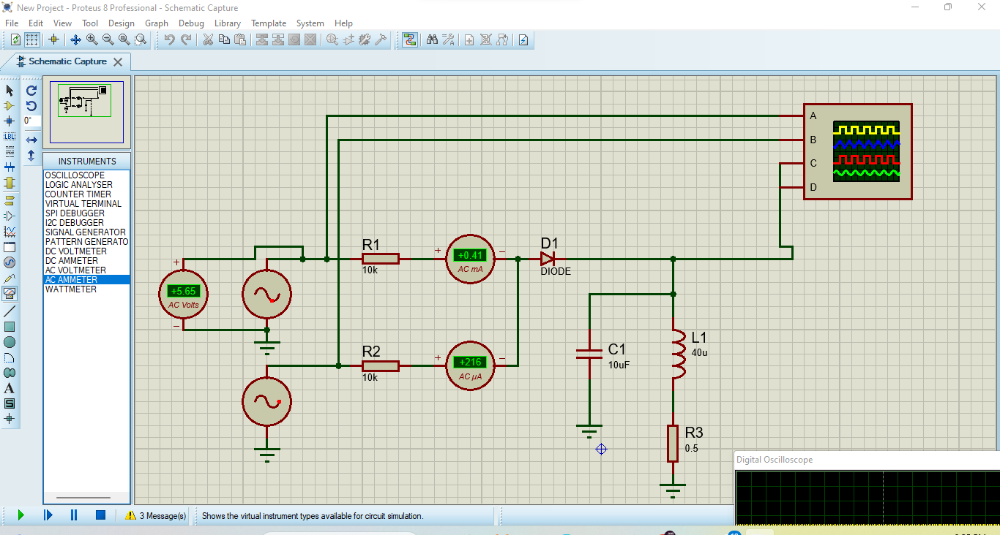 New Project - Proteus 8 Professional - Schematic Capture
File Edit View Tool Design Graph Debug Library Template System Help
Schematic Capture
0°
LBL
A
S
INSTRUMENTS
OSCILLOSCOPE
LOGIC ANALYSER
COUNTER TIMER
VIRTUAL TERMINAL
SPI DEBUGGER
I2C DEBUGGER
SIGNAL GENERATOR
PATTERN GENERATO
DC VOLTMETER
DC AMMETER
AC VOLTMETER
AC AMMETER
WATTMETER
A
B
C
D
R1
10k
+
+0.41
AC mA
−
D1
DIODE
+
+5.65
AC Volts
−
R2
10k
+
+216
AC µA
−
C1
10uF
L1
40u
R3
0.5
Digital Oscilloscope
3 Message(s)
Shows the virtual instrument types available for circuit simulation.